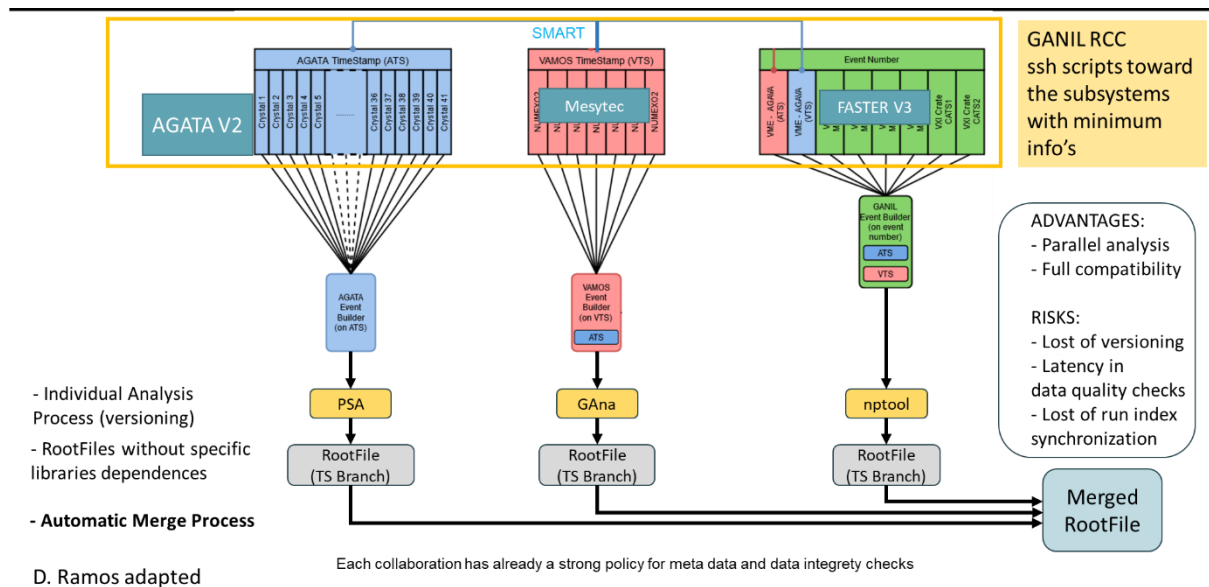 SMART
AGATA TimeStamp (ATS)
VAMOS TimeStamp (VTS)
Event Number
GANIL RCC
ssh scripts toward
the subsystems
with minimum
info's
AGATA V2
Crystal 1
Crystal 2
Crystal 3
Crystal 4
Crystal 5
Crystal 36
Crystal 37
Crystal 38
Crystal 39
Crystal 40
Crystal 41
NUMEXO2
Mesytec
NUMEXO2
VME - AGAVA
(ATS)
VME - AGAVA
(VTS)
FASTER V3
VXI Crate
CATS1
VXI Crate
CATS2
GANIL
Event Builder
(on event
number)
ATS
VTS
AGATA
Event
Builder
(on ATS)
VAMOS
Event
Builder
(on VTS)
ATS
ADVANTAGES:
- Parallel analysis
- Full compatibility
RISKS:
- Lost of versioning
- Latency in
data quality checks
- Lost of run index
synchronization
- Individual Analysis
Process (versioning)
- RootFiles without specific
libraries dependences
- Automatic Merge Process
PSA
GAna
nptool
RootFile
(TS Branch)
RootFile
(TS Branch)
RootFile
(TS Branch)
Merged
RootFile
Each collaboration has already a strong policy for meta data and data integrety checks
D. Ramos adapted